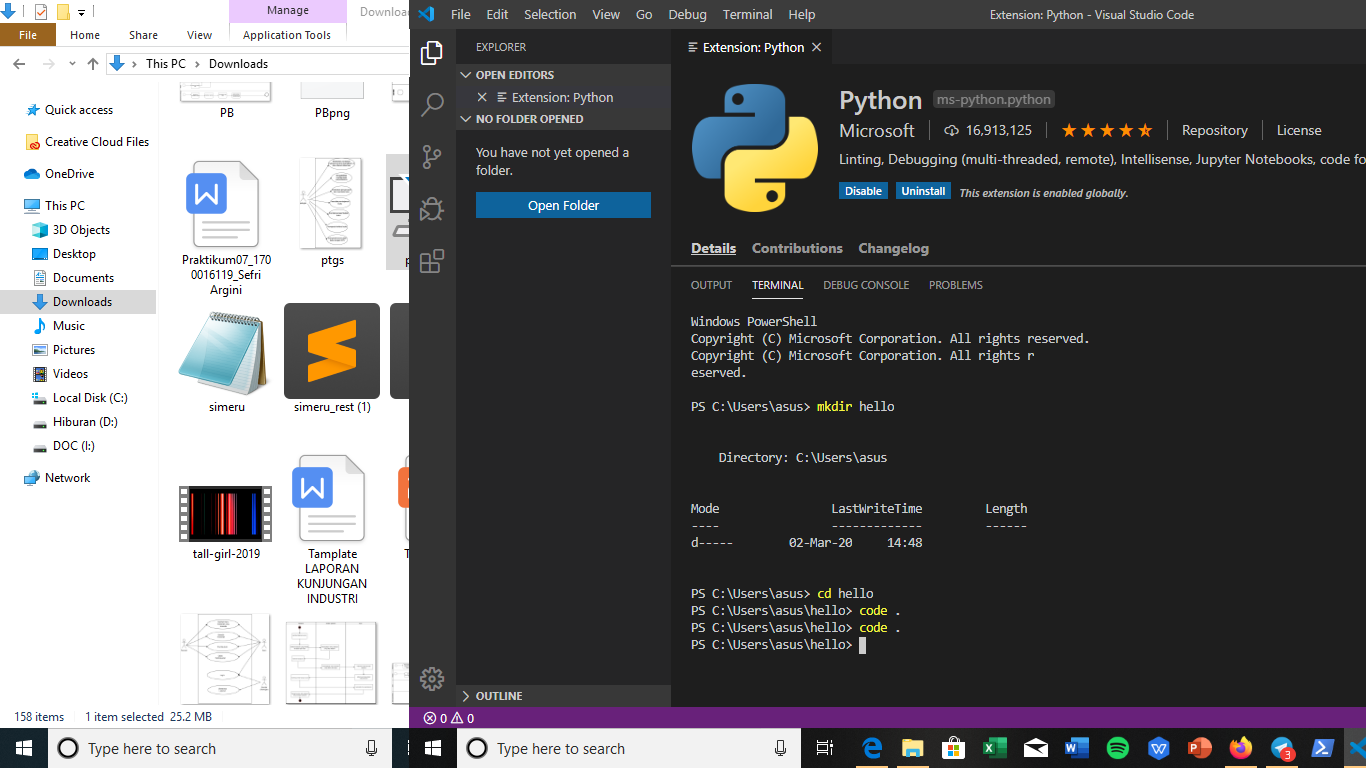 Manage
Downloa
File
Home
Share
View
Application Tools
This PC
Downloads
Quick access
Creative Cloud Files
OneDrive
This PC
3D Objects
Desktop
Documents
Downloads
Music
Pictures
Videos
Local Disk (C:)
Hiburan (D:)
DOC (I:)
Network
PB
PBpng
Praktikum07_170
0016119_Sefri
Argini
ptgs
simeru
simeru_rest (1)
tall-girl-2019
Tamplate
LAPORAN
KUNJUNGAN
INDUSTRI
158 items
1 item selected 25.2 MB
Type here to search
File Edit Selection View Go Debug Terminal Help
Extension: Python - Visual Studio Code
EXPLORER
OPEN EDITORS
Extension: Python
NO FOLDER OPENED
You have not yet opened a
folder.
Open Folder
OUTLINE
Extension: Python
Python ms-python.python
Microsoft 16,913,125 Repository License
Linting, Debugging (multi-threaded, remote), Intellisense, Jupyter Notebooks, code fo
Disable Uninstall This extension is enabled globally.
Details Contributions Changelog
OUTPUT TERMINAL DEBUG CONSOLE PROBLEMS
Windows PowerShell
Copyright (C) Microsoft Corporation. All rights reserved.
Copyright (C) Microsoft Corporation. All rights r
eserved.
PS C:\Users\asus> mkdir hello
Directory: C:\Users\asus
Mode LastWriteTime Length
---- ------------- ------
d----- 02-Mar-20 14:48
PS C:\Users\asus> cd hello
PS C:\Users\asus\hello> code .
PS C:\Users\asus\hello> code .
PS C:\Users\asus\hello>
0 0
Type here to search
3